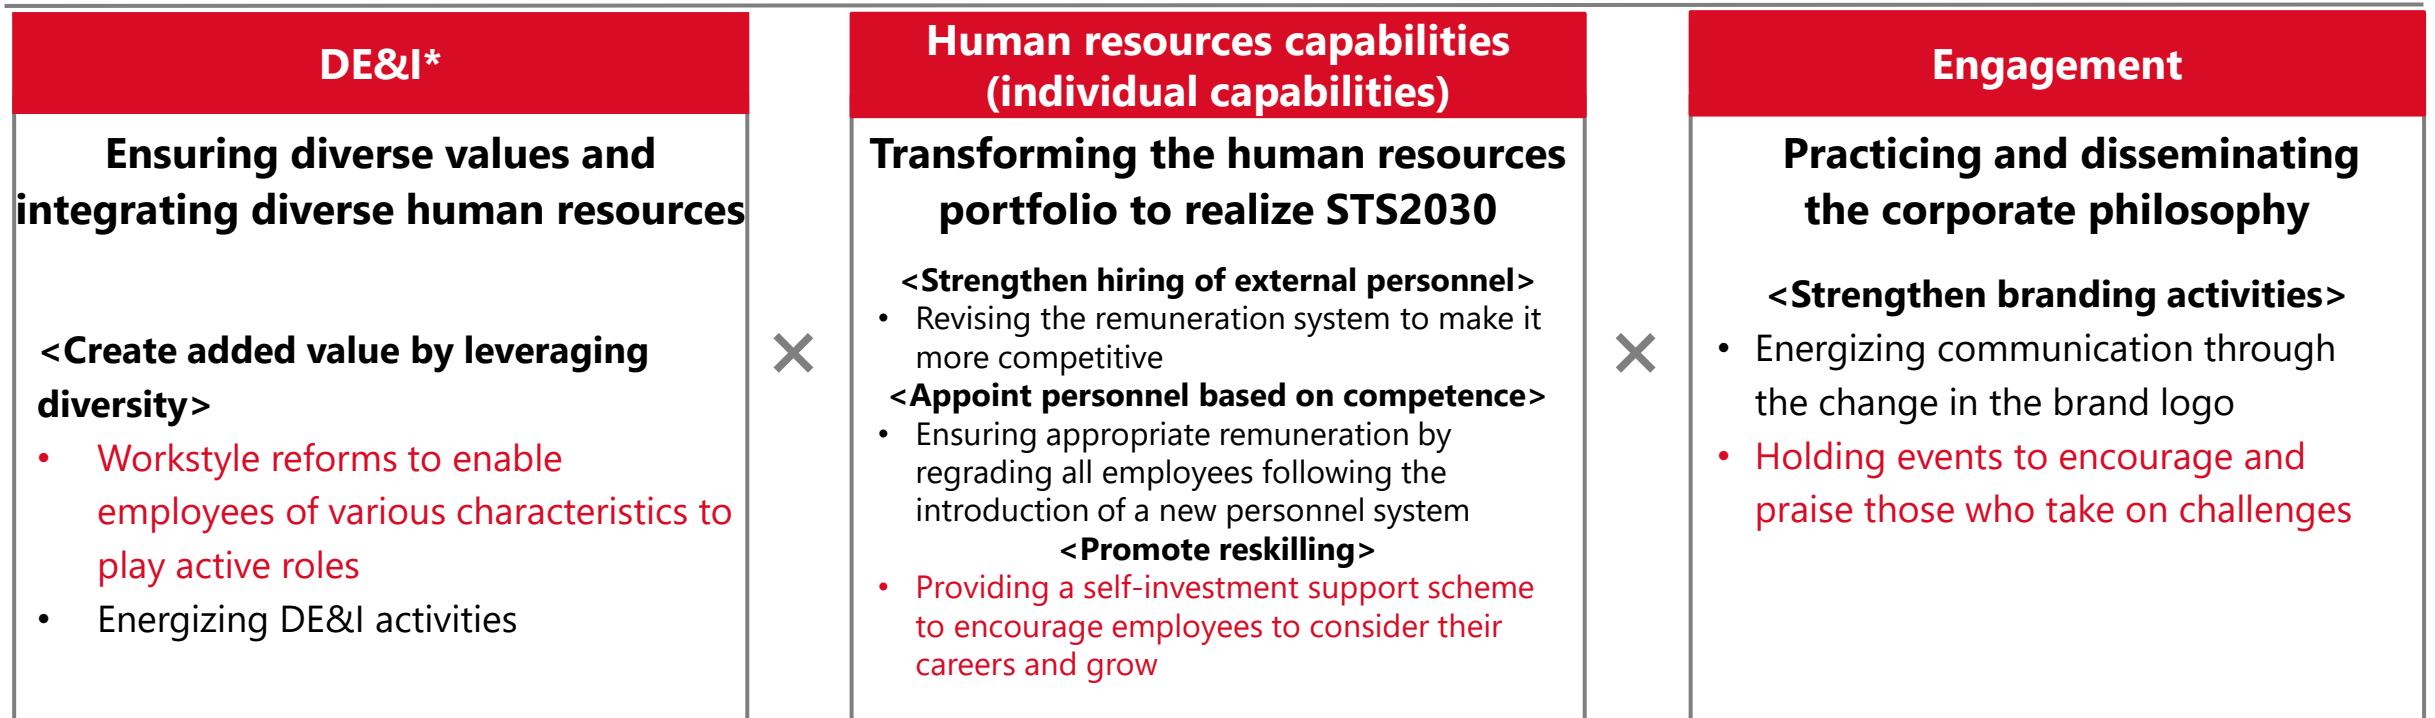 DE&I*
Ensuring diverse values and
integrating diverse human resources
<Create added value by leveraging
diversity>
• Workstyle reforms to enable
employees of various characteristics to
play active roles
• Energizing DE&I activities
×
Human resources capabilities
(individual capabilities)
Transforming the human resources
portfolio to realize STS2030
<Strengthen hiring of external personnel>
• Revising the remuneration system to make it
more competitive
<Appoint personnel based on competence>
• Ensuring appropriate remuneration by
regrading all employees following the
introduction of a new personnel system
<Promote reskilling>
• Providing a self-investment support scheme
to encourage employees to consider their
careers and grow
×
Engagement
Practicing and disseminating
the corporate philosophy
<Strengthen branding activities>
• Energizing communication through
the change in the brand logo
• Holding events to encourage and
praise those who take on challenges